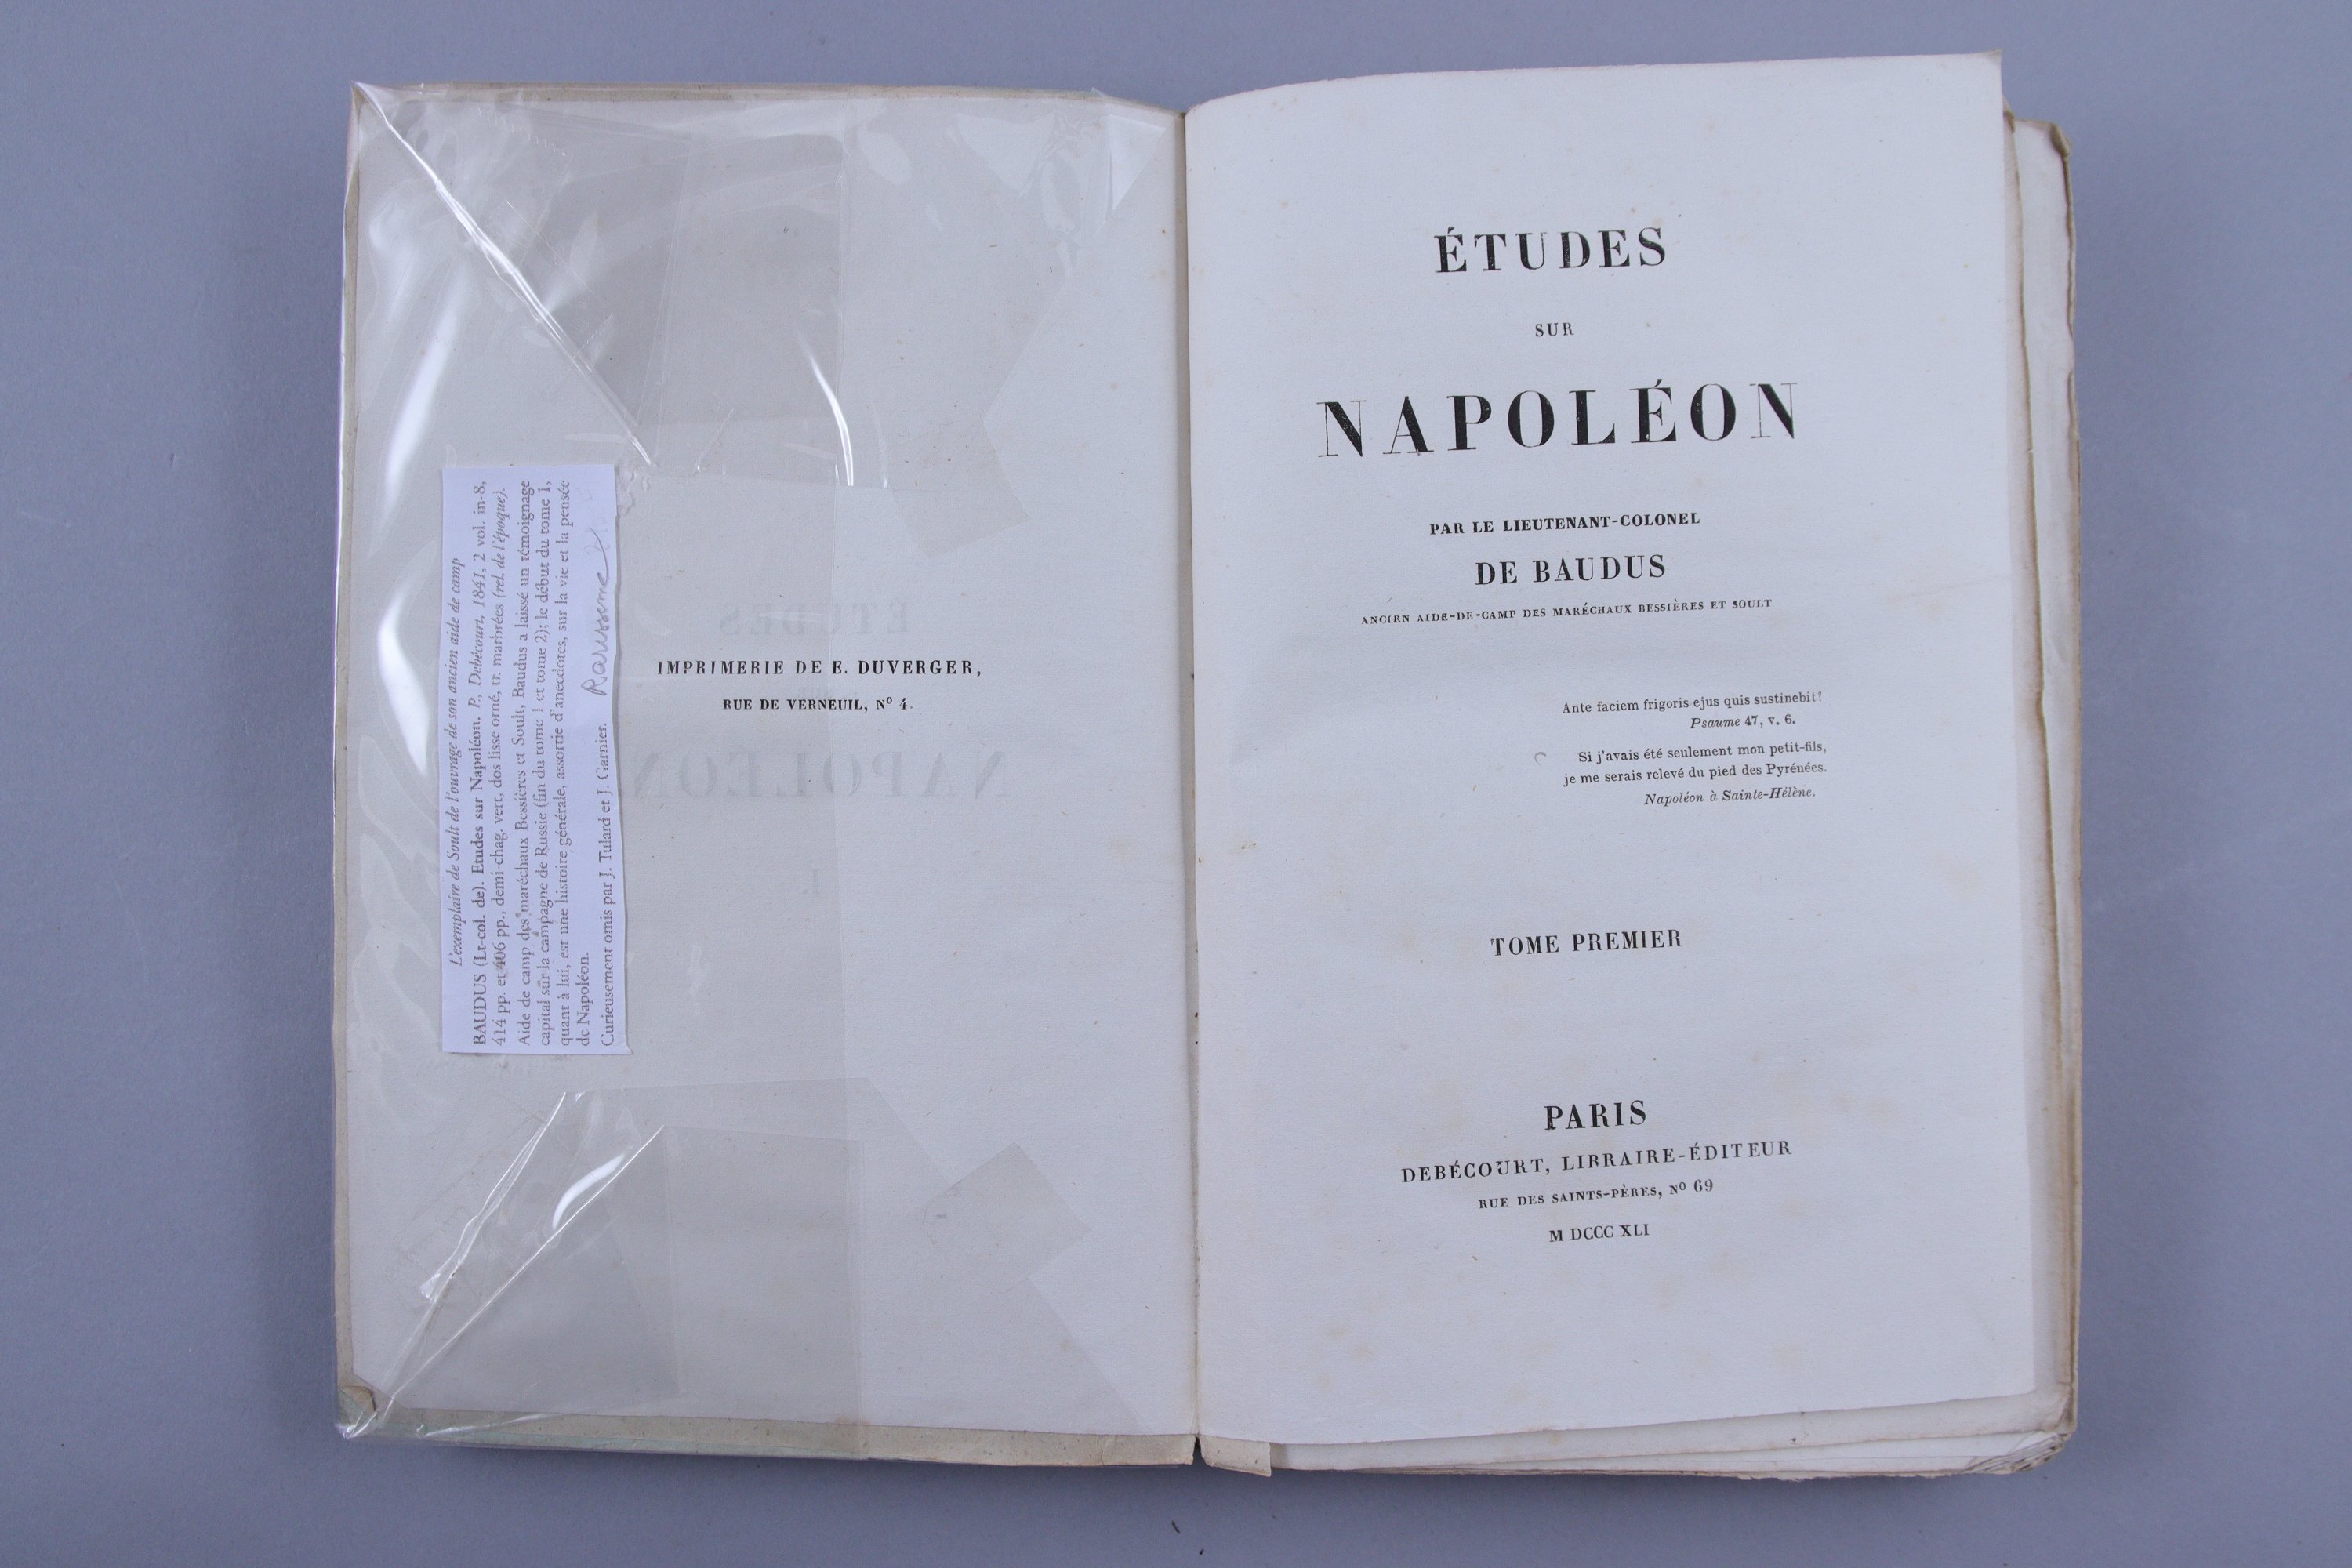 L'exemplaire de Soult de l'ouvrage de son ancien aide de camp
BAUDUS (Lt-col. de). Etudes sur Napoléon. P., Debécourt, 1841, 2 vol. in-8,
414 pp. et 406 pp., demi-chag. vert, dos lisse orné, tr. marbrées (rel. de l'époque).
Aide de camp des maréchaux Bessières et Soult, Baudus a laissé un témoignage
capital sur la campagne de Russie (fin du tome 1 et tome 2); le début du tome 1,
quant à lui, est une histoire générale, assortie d'anecdotes, sur la vie et la pensée
de Napoléon.
Curieusement omis par J. Tulard et J. Garnier.
IMPRIMERIE DE E. DUVERGER,
RUE DE VERNEUIL, Nº 4.
ÉTUDES
SUR
NAPOLÉON
PAR LE LIEUTENANT-COLONEL
DE BAUDUS
ANCIEN AIDE-DE-CAMP DES MARÉCHAUX BESSIÈRES ET SOULT
Ante faciem frigoris ejus quis sustinebit!
Psaume 47, v. 6.
Si j'avais été seulement mon petit-fils,
je me serais relevé du pied des Pyrénées.
Napoléon à Sainte-Hélène.
TOME PREMIER
PARIS
DEBÉCOURT, LIBRAIRE-ÉDITEUR
RUE DES SAINTS-PÈRES, Nº 69
M DCCC XLI